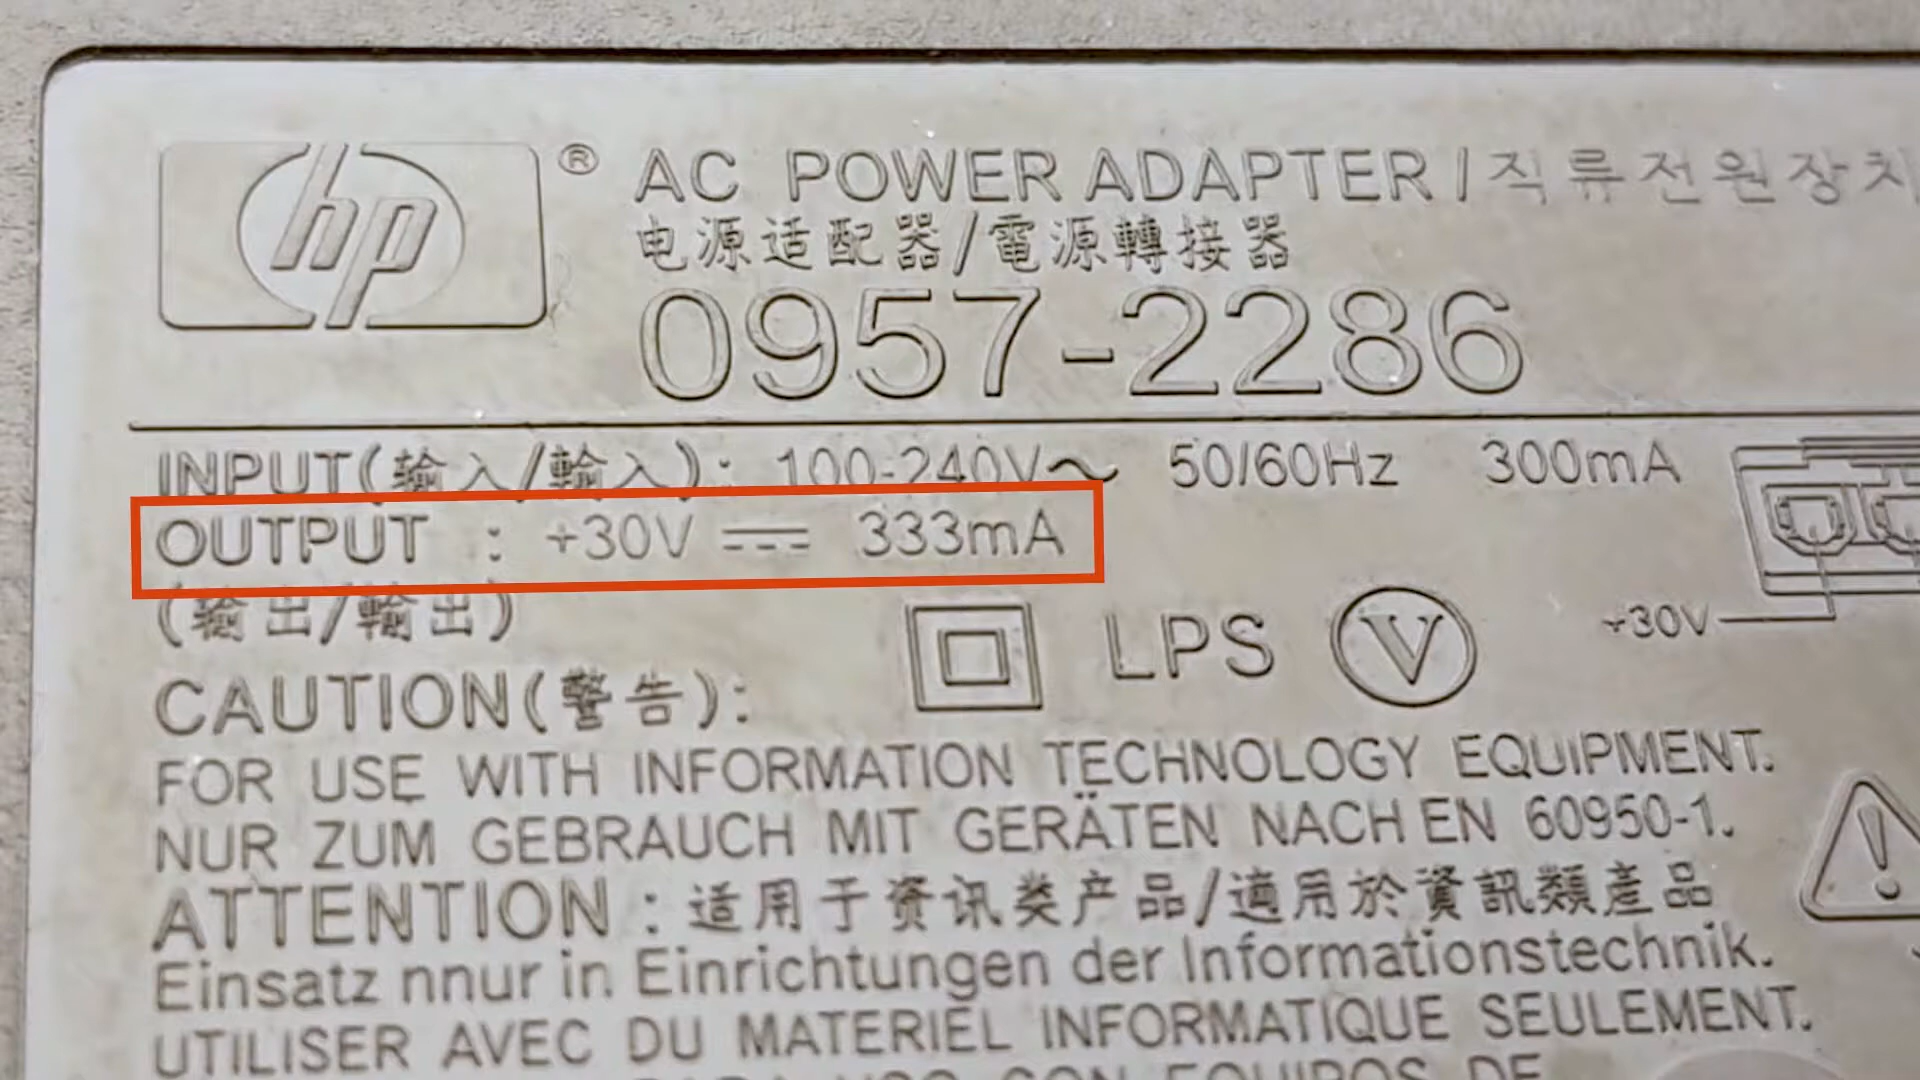 hp ® AC POWER ADAPTER / 직류전원장치
电源适配器/電源轉接器
0957-2286
INPUT(输入/輸入): 100-240V~ 50/60Hz 300mA
OUTPUT : +30V ⎓ 333mA
(输出/輸出)
LPS V
+30V
CAUTION(警告):
FOR USE WITH INFORMATION TECHNOLOGY EQUIPMENT.
NUR ZUM GEBRAUCH MIT GERÄTEN NACH EN 60950-1.
ATTENTION : 适用于资讯类产品/適用於資訊類產品
Einsatz nnur in Einrichtungen der Informationstechnik.
UTILISER AVEC DU MATERIEL INFORMATIQUE SEULEMENT.
USO CON EQUIPOS DE